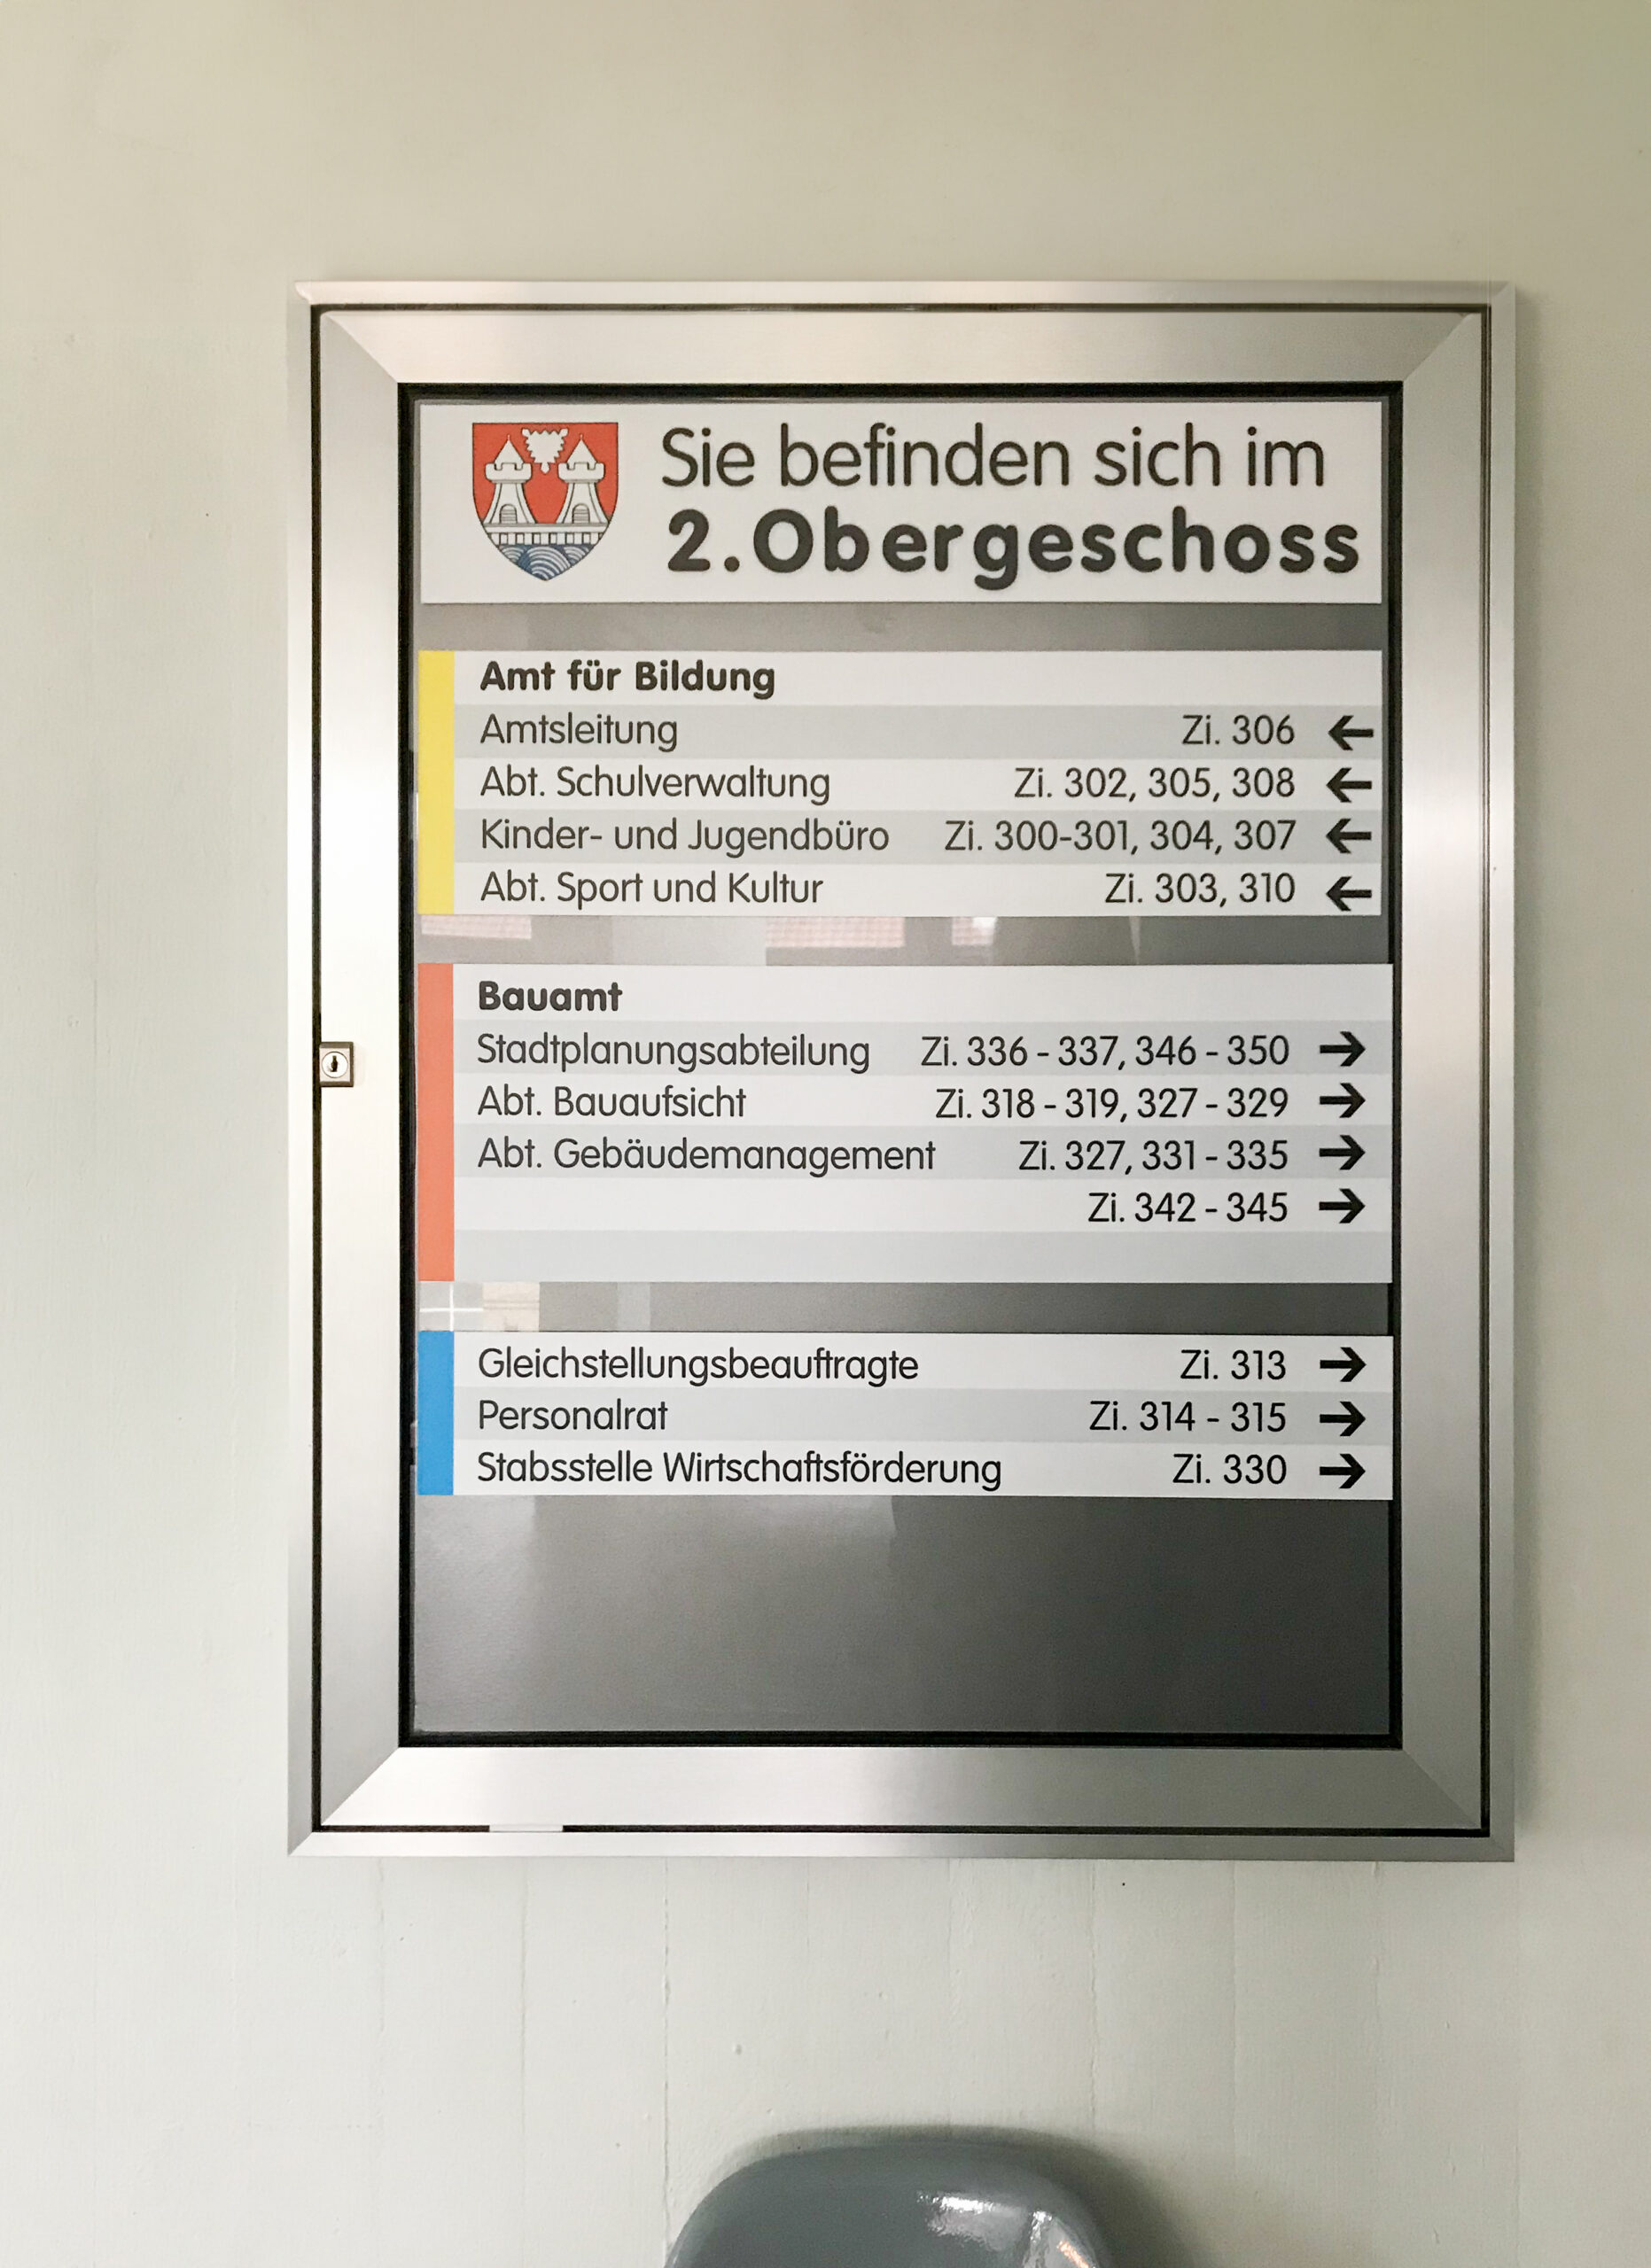 Sie befinden sich im
2. Obergeschoss
Amt für Bildung
Amtsleitung Zi. 306 ←
Abt. Schulverwaltung Zi. 302, 305, 308 ←
Kinder- und Jugendbüro Zi. 300-301, 304, 307 ←
Abt. Sport und Kultur Zi. 303, 310 ←
Bauamt
Stadtplanungsabteilung Zi. 336 - 337, 346 - 350 →
Abt. Bauaufsicht Zi. 318 - 319, 327 - 329 →
Abt. Gebäudemanagement Zi. 327, 331 - 335 →
Zi. 342 - 345 →
Gleichstellungsbeauftragte Zi. 313 →
Personalrat Zi. 314 - 315 →
Stabsstelle Wirtschaftsförderung Zi. 330 →